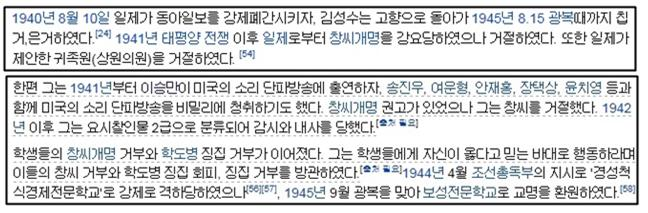 1940년 8월 10일 일제가 동아일보를 강제폐간시키자, 김성수는 고향으로 돌아가 1945년 8.15 광복때까지 칩
거,은거하였다.[24] 1941년 태평양 전쟁 이후 일제로부터 창씨개명을 강요당하였으나 거절하였다. 또한 일제가
제안한 귀족원(상원의원)을 거절하였다.[54]
한편 그는 1941년부터 이승만이 미국의 소리 단파방송에 출연하자, 송진우, 여운형, 안재홍, 장택상, 윤치영 등과
함께 미국의 소리 단파방송을 비밀리에 청취하기도 했다. 창씨개명 권고가 있었으나 그는 창씨를 거절했다. 1942
년 이후 그는 요시찰인물 2급으로 분류되어 감시와 내사를 당했다.[출처 필요]
학생들의 창씨개명 거부와 학도병 징집 거부가 이어졌다. 그는 학생들에게 자신이 옳다고 믿는 바대로 행동하라며
이들의 창씨 거부와 학도병 징집 회피, 징집 거부를 방관하였다.[출처 필요]1944년 4월 조선총독부의 지시로 '경성척
식경제전문학교'로 강제로 격하당하였으나[56][57], 1945년 9월 광복을 맞아 보성전문학교로 교명을 환원하였다.[58]